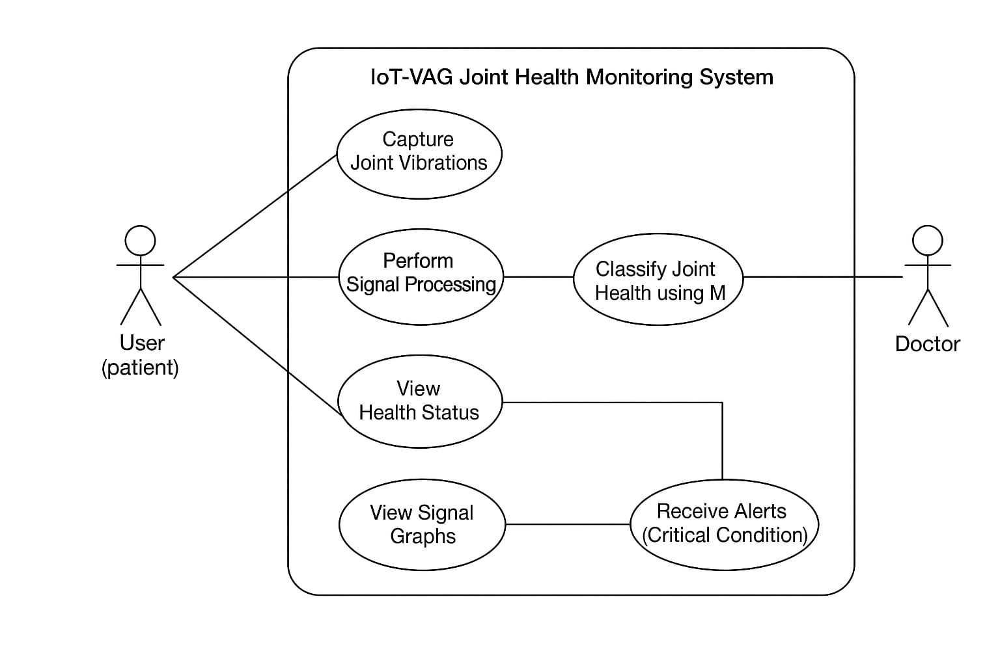 IoT-VAG Joint Health Monitoring System
Capture
Joint Vibrations
Perform
Signal Processing
Classify Joint
Health using M
User
(patient)
Doctor
View
Health Status
View Signal
Graphs
Receive Alerts
(Critical Condition)